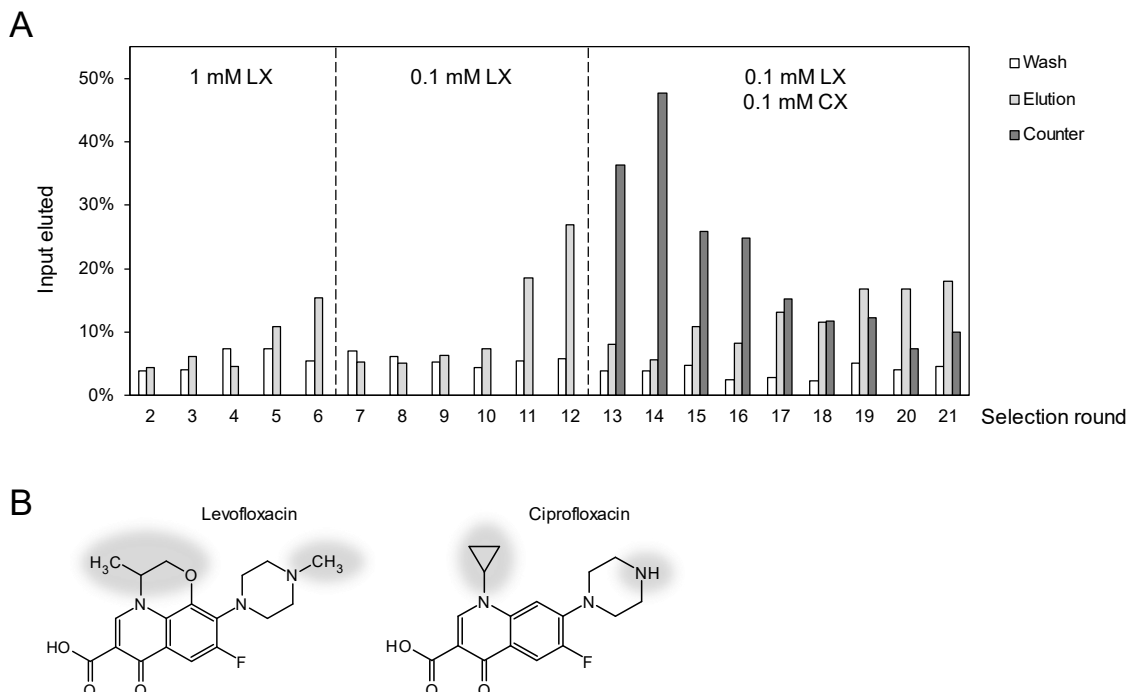 A
1 mM LX
0.1 mM LX
0.1 mM LX
0.1 mM CX
Wash
Elution
Counter
50%
40%
30%
20%
10%
0%
Input eluted
2 3 4 5 6 7 8 9 10 11 12 13 14 15 16 17 18 19 20 21
Selection round
B
Levofloxacin
H₃C
O
N
CH₃
N
N
HO
F
O
O
Ciprofloxacin
NH
N
N
HO
F
O
O